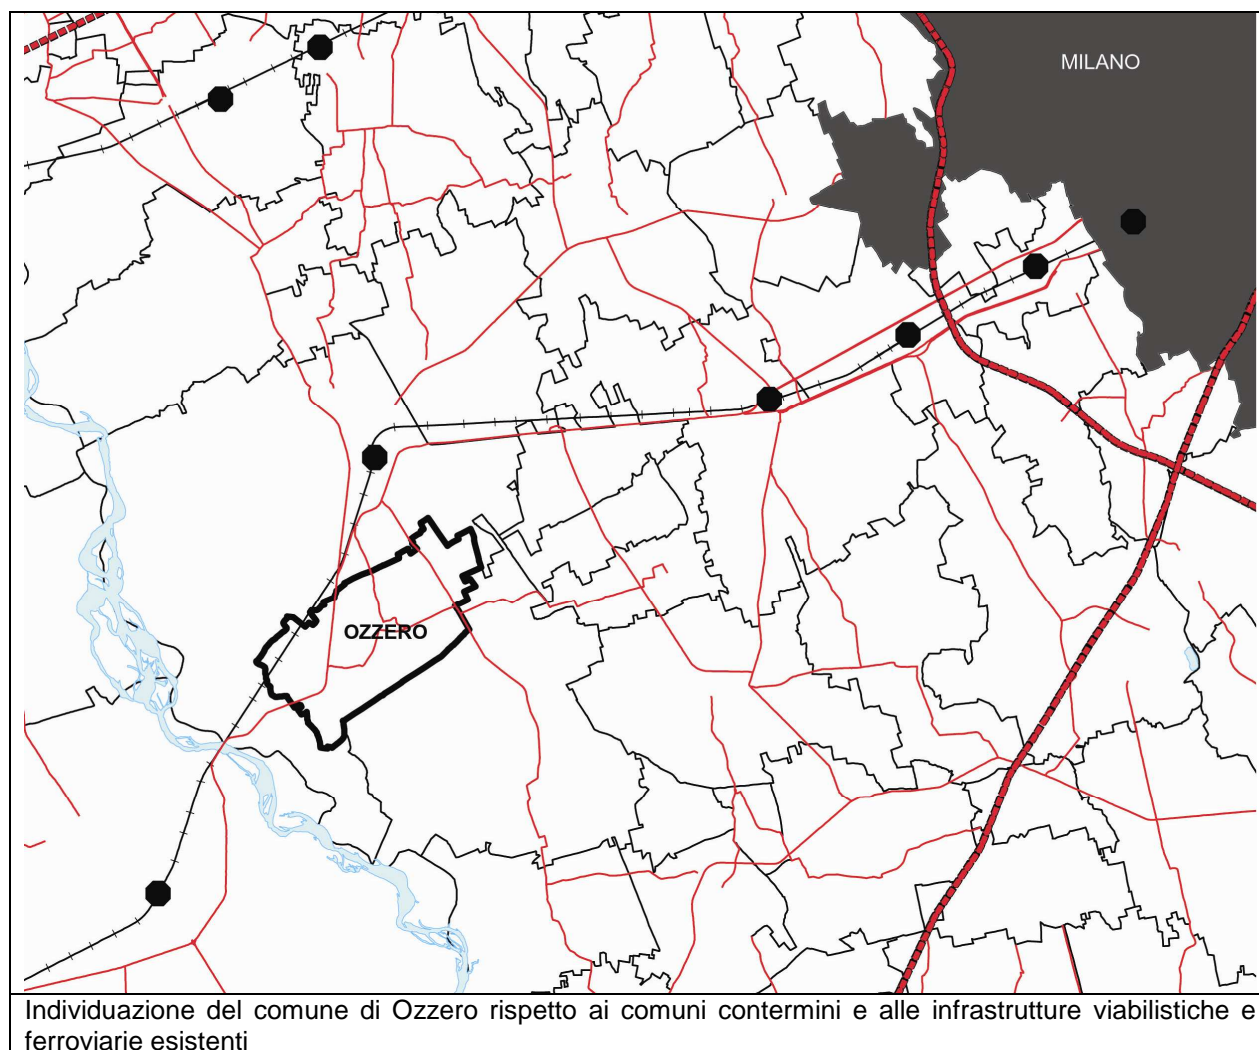 MILANO
OZZERO
Individuazione del comune di Ozzero rispetto ai comuni contermini e alle infrastrutture viabilistiche e
ferroviarie esistenti